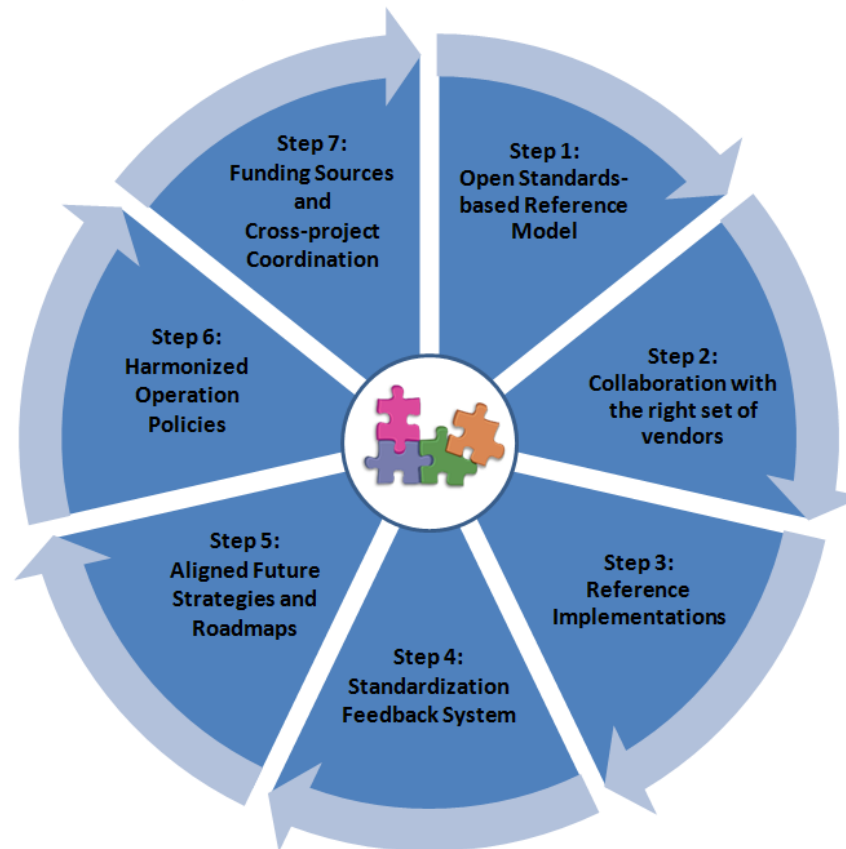 Step 1:
Open Standards-
based Reference
Model
Step 2:
Collaboration with
the right set of
vendors
Step 3:
Reference
Implementations
Step 4:
Standardization
Feedback System
Step 5:
Aligned Future
Strategies and
Roadmaps
Step 6:
Harmonized
Operation
Policies
Step 7:
Funding Sources
and
Cross-project
Coordination